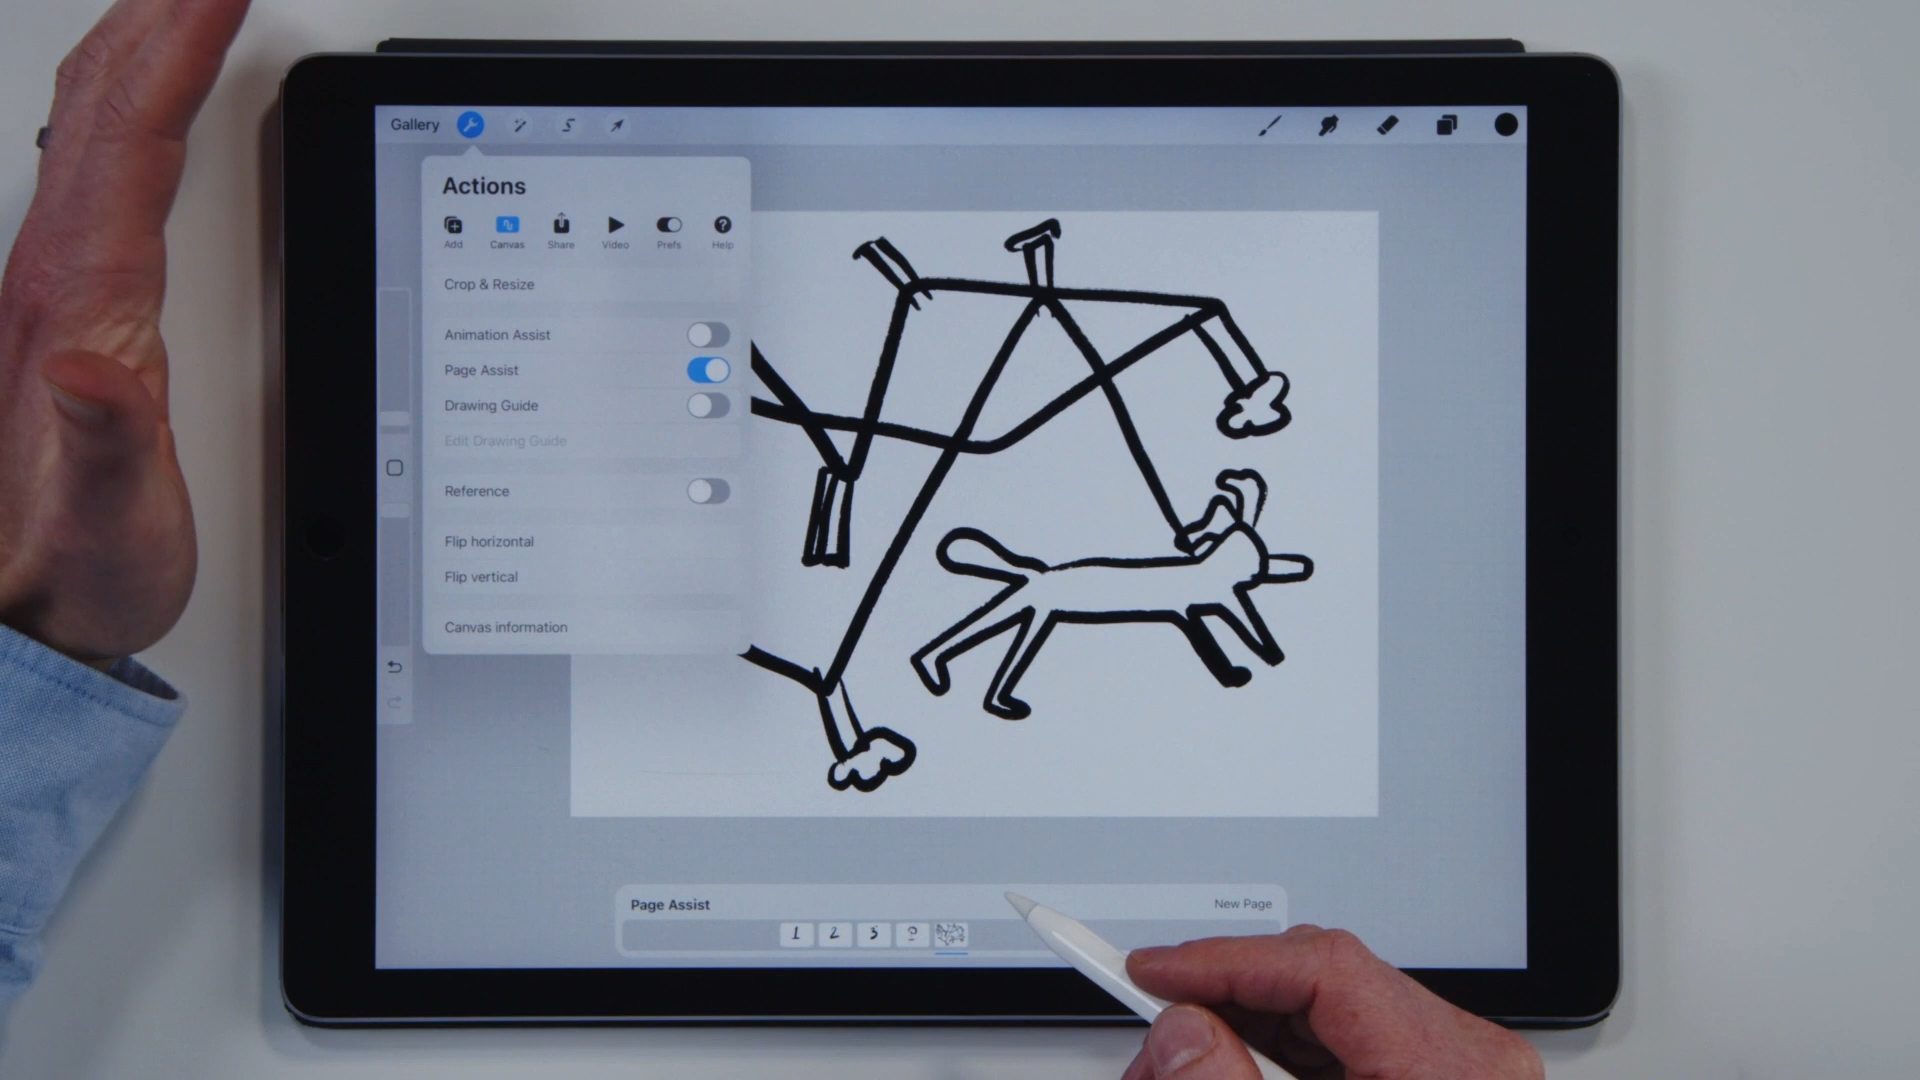 Gallery
Actions
Add Canvas Share Video Prefs Help
Crop & Resize
Animation Assist
Page Assist
Drawing Guide
Edit Drawing Guide
Reference
Flip horizontal
Flip vertical
Canvas information
Page Assist New Page
1 2 3